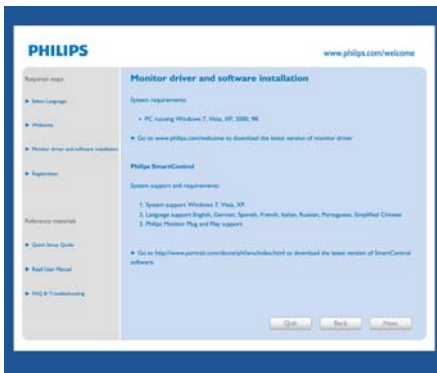 PHILIPS
www.philips.com/welcome
Required steps
Select Language
Welcome
Monitor driver and software installation
Registration
Reference materials
Quick Setup Guide
Read User Manual
FAQ & Troubleshooting
Monitor driver and software installation
System requirements:
• PC running Windows 7, Vista, XP, 2000, 98.
Go to www.philips.com/welcome to download the latest version of monitor driver
Philips SmartControl
System support and requirements:
1. System support Windows 7, Vista, XP.
2. Language support English, German, Spanish, French, Italian, Russian, Portuguese, Simplified Chinese
3. Philips Monitor Plug and Play support
Go to to download the latest version of SmartControl
software.
Quit
Back
Next